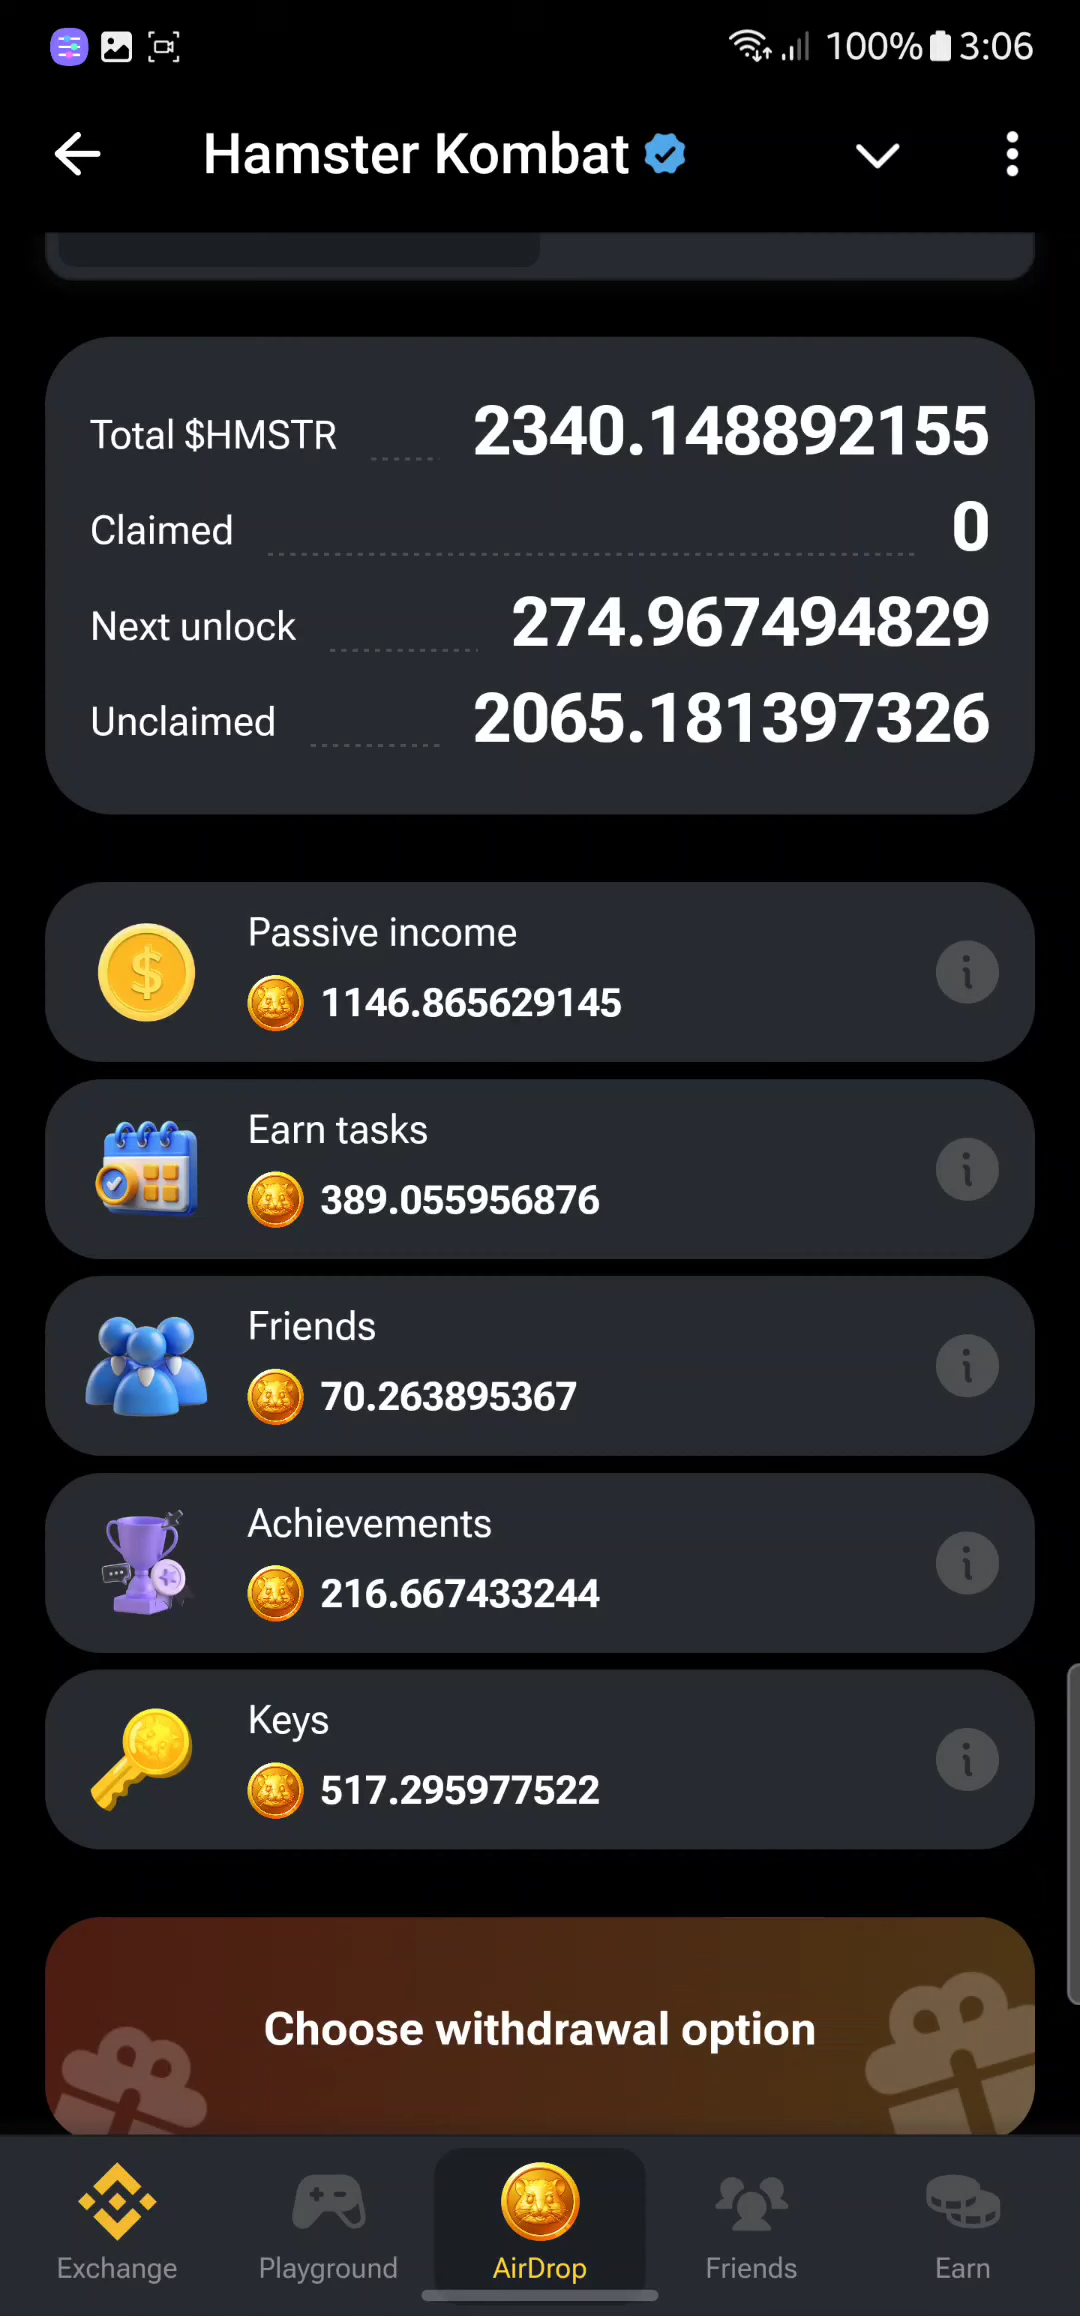 100% 3:06
Hamster Kombat
Total $HMSTR 2340.148892155
Claimed 0
Next unlock 274.967494829
Unclaimed 2065.181397326
Passive income
1146.865629145
Earn tasks
389.055956876
Friends
70.263895367
Achievements
216.667433244
Keys
517.295977522
Choose withdrawal option
Exchange Playground AirDrop Friends Earn